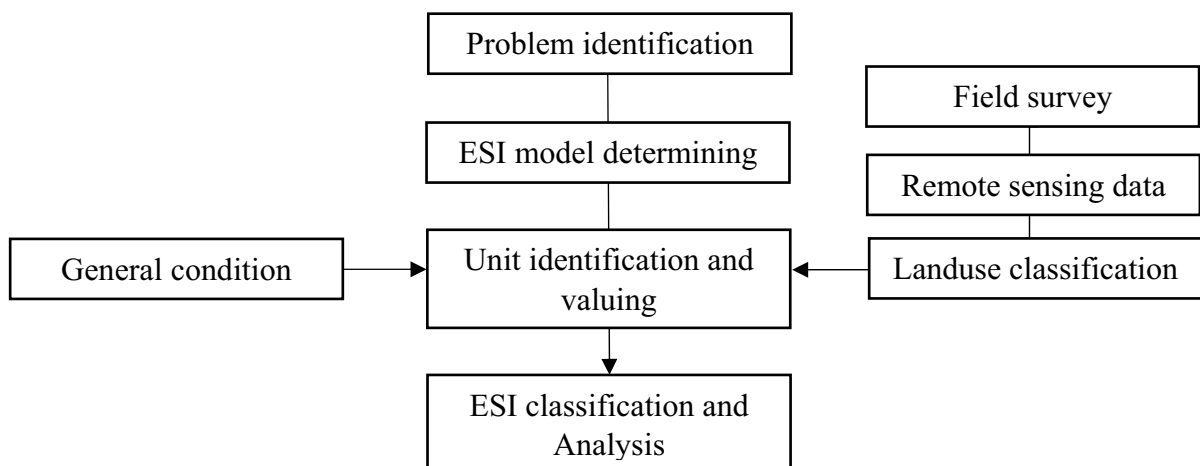 Problem identification
Field survey
ESI model determining
Remote sensing data
General condition
Unit identification and
valuing
Landuse classification
ESI classification and
Analysis